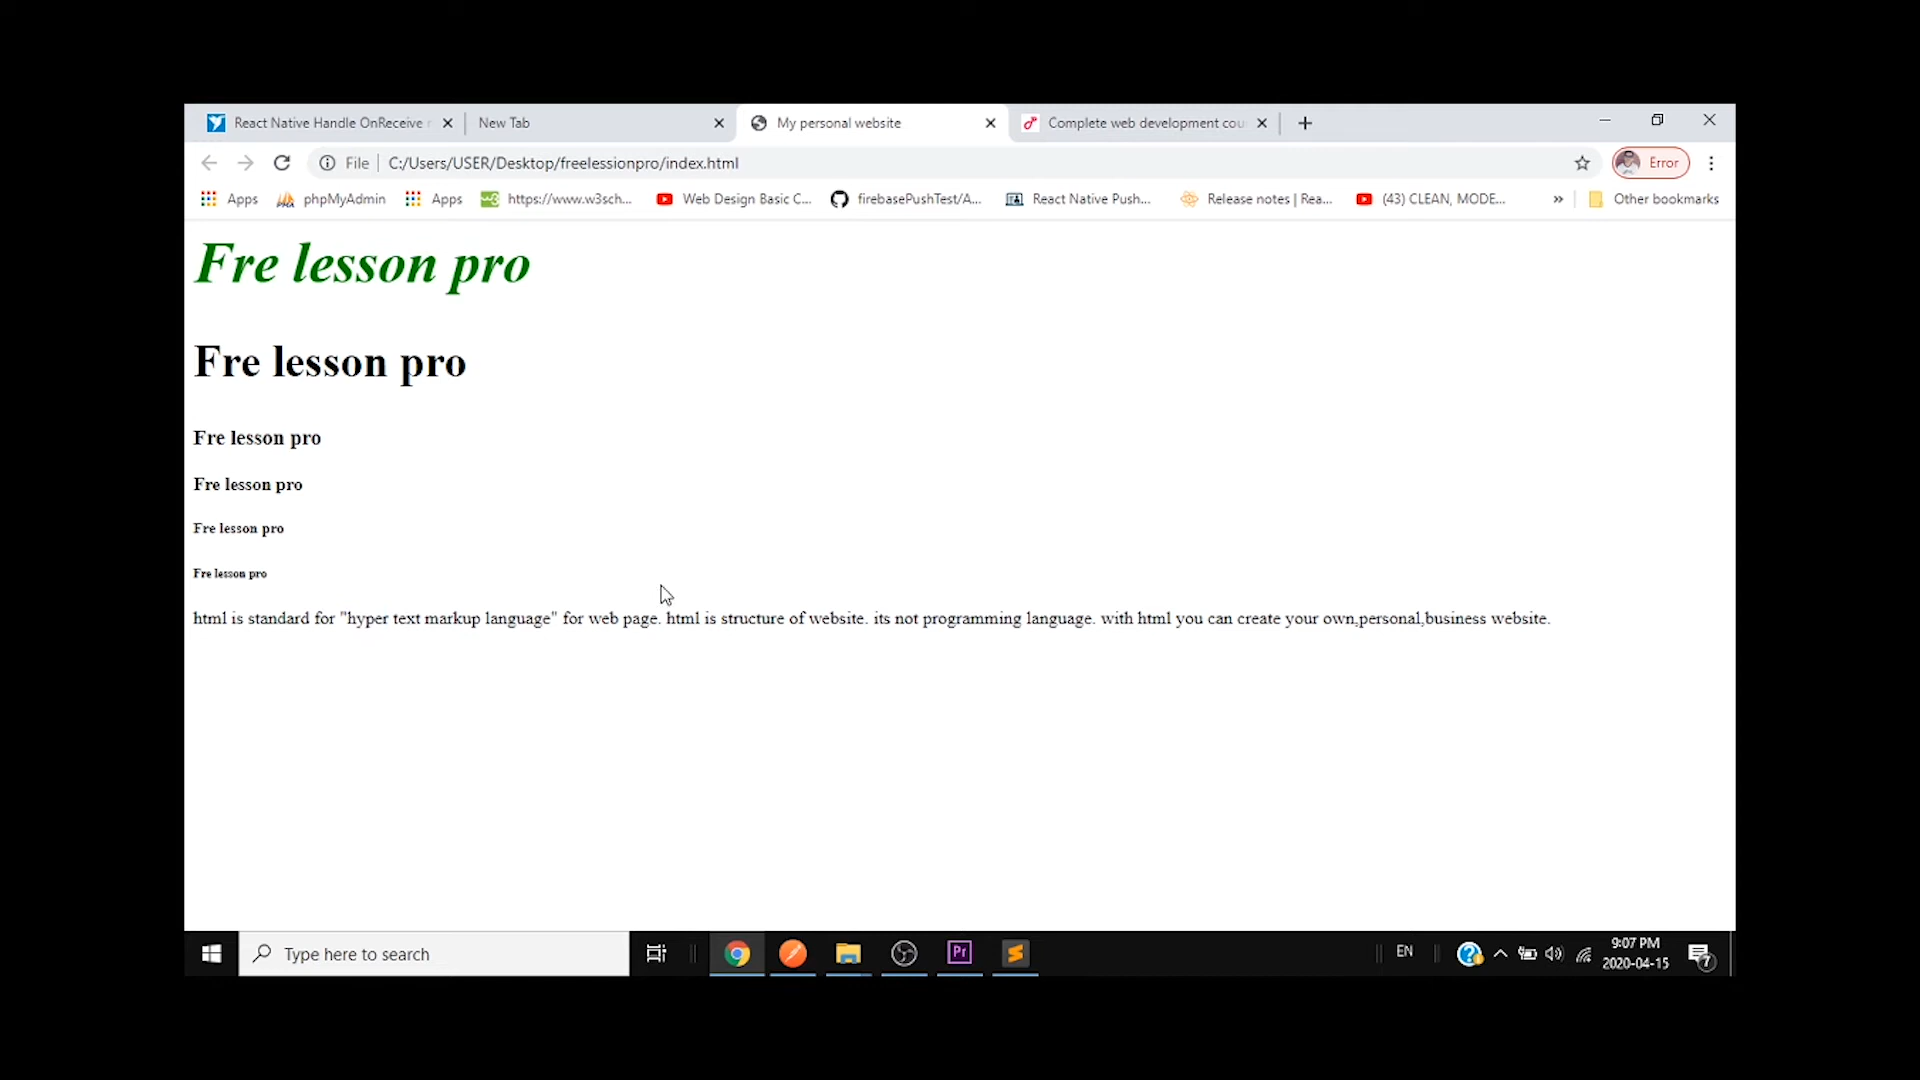 React Native Handle OnReceive
New Tab
My personal website
Complete web development cou
File
C:/Users/USER/Desktop/freelessionpro/index.html
Error
Apps
phpMyAdmin
Apps
https://www.w3sch...
Web Design Basic C...
firebasePushTest/A...
React Native Push...
Release notes | Rea...
(43) CLEAN, MODE...
»
Other bookmarks
Fre lesson pro
Fre lesson pro
Fre lesson pro
Fre lesson pro
Fre lesson pro
Fre lesson pro
html is standard for "hyper text markup language" for web page. html is structure of website. its not programming language. with html you can create your own,personal,business website.
Type here to search
Pr
EN
9:07 PM
2020-04-15
7